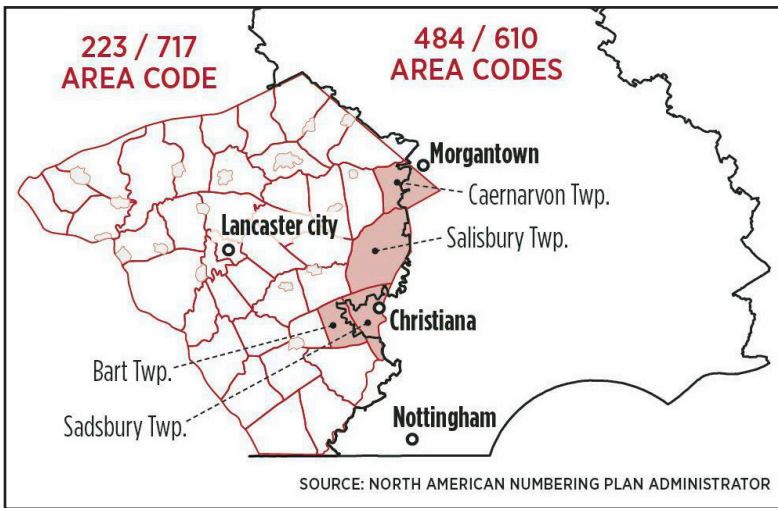 223 / 717
AREA CODE
484 / 610
AREA CODES
Morgantown
Caernarvon Twp.
Lancaster city
Salisbury Twp.
Christiana
Bart Twp.
Sadsbury Twp.
Nottingham
SOURCE: NORTH AMERICAN NUMBERING PLAN ADMINISTRATOR